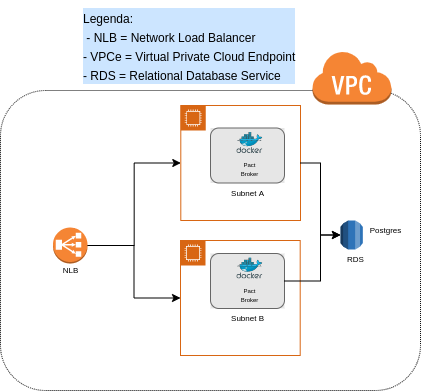 Legenda:
- NLB = Network Load Balancer
- VPCe = Virtual Private Cloud Endpoint
- RDS = Relational Database Service
VPC
docker
Pact
Broker
Subnet A
NLB
Postgres
RDS
docker
Pact
Broker
Subnet B